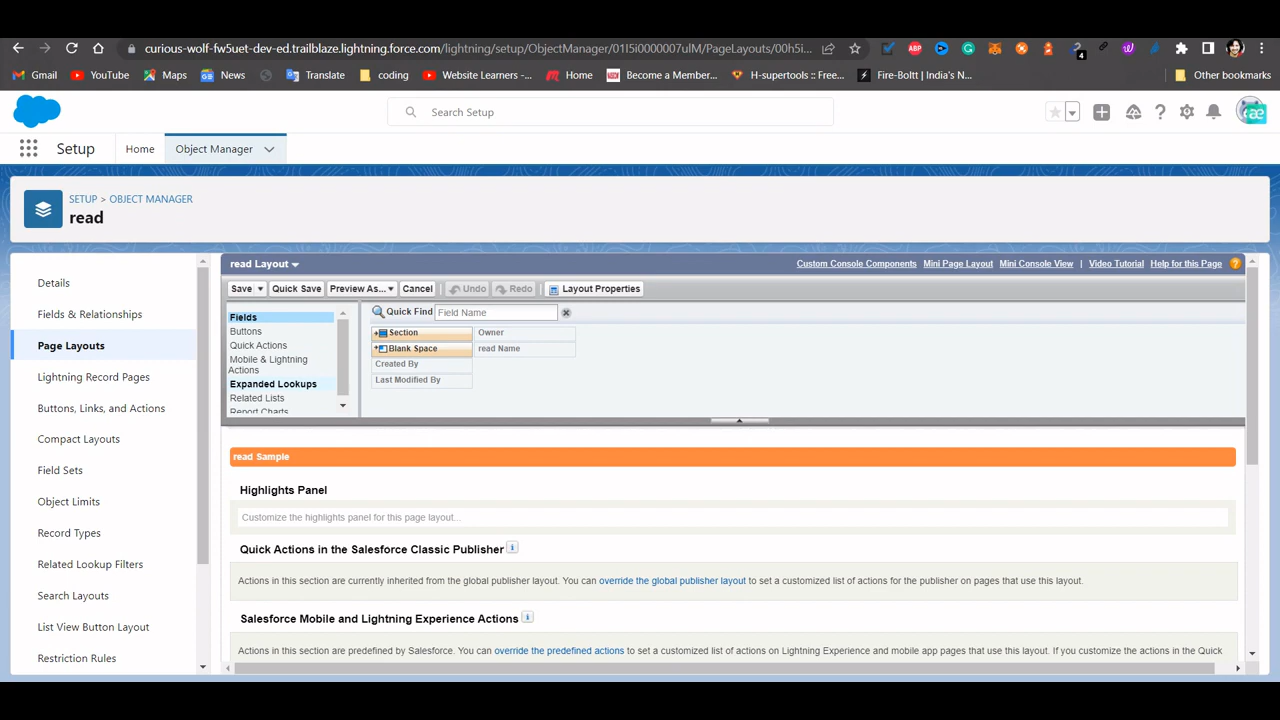 curious-wolf-fw5uet-dev-ed.trailblaze.lightning.force.com/lightning/setup/ObjectManager/01I5i0000007ulM/PageLayouts/00h5i...
ABP
4
Gmail YouTube Maps News Translate coding Website Learners -... Home Become a Member... H-supertools :: Free... Fire-Boltt | India's N... Other bookmarks
Search Setup
ae
Setup Home Object Manager
SETUP > OBJECT MANAGER
read
Details
Fields & Relationships
Page Layouts
Lightning Record Pages
Buttons, Links, and Actions
Compact Layouts
Field Sets
Object Limits
Record Types
Related Lookup Filters
Search Layouts
List View Button Layout
Restriction Rules
read Layout Custom Console Components Mini Page Layout Mini Console View | Video Tutorial Help for this Page ?
Save Quick Save Preview As... Cancel Undo Redo Layout Properties
Fields
Buttons
Quick Actions
Mobile & Lightning
Actions
Expanded Lookups
Related Lists
Report Charts
Quick Find Field Name
Section Owner
Blank Space read Name
Created By
Last Modified By
read Sample
Highlights Panel
Customize the highlights panel for this page layout...
Quick Actions in the Salesforce Classic Publisher i
Actions in this section are currently inherited from the global publisher layout. You can override the global publisher layout to set a customized list of actions for the publisher on pages that use this layout.
Salesforce Mobile and Lightning Experience Actions i
Actions in this section are predefined by Salesforce. You can override the predefined actions to set a customized list of actions on Lightning Experience and mobile app pages that use this layout. If you customize the actions in the Quick